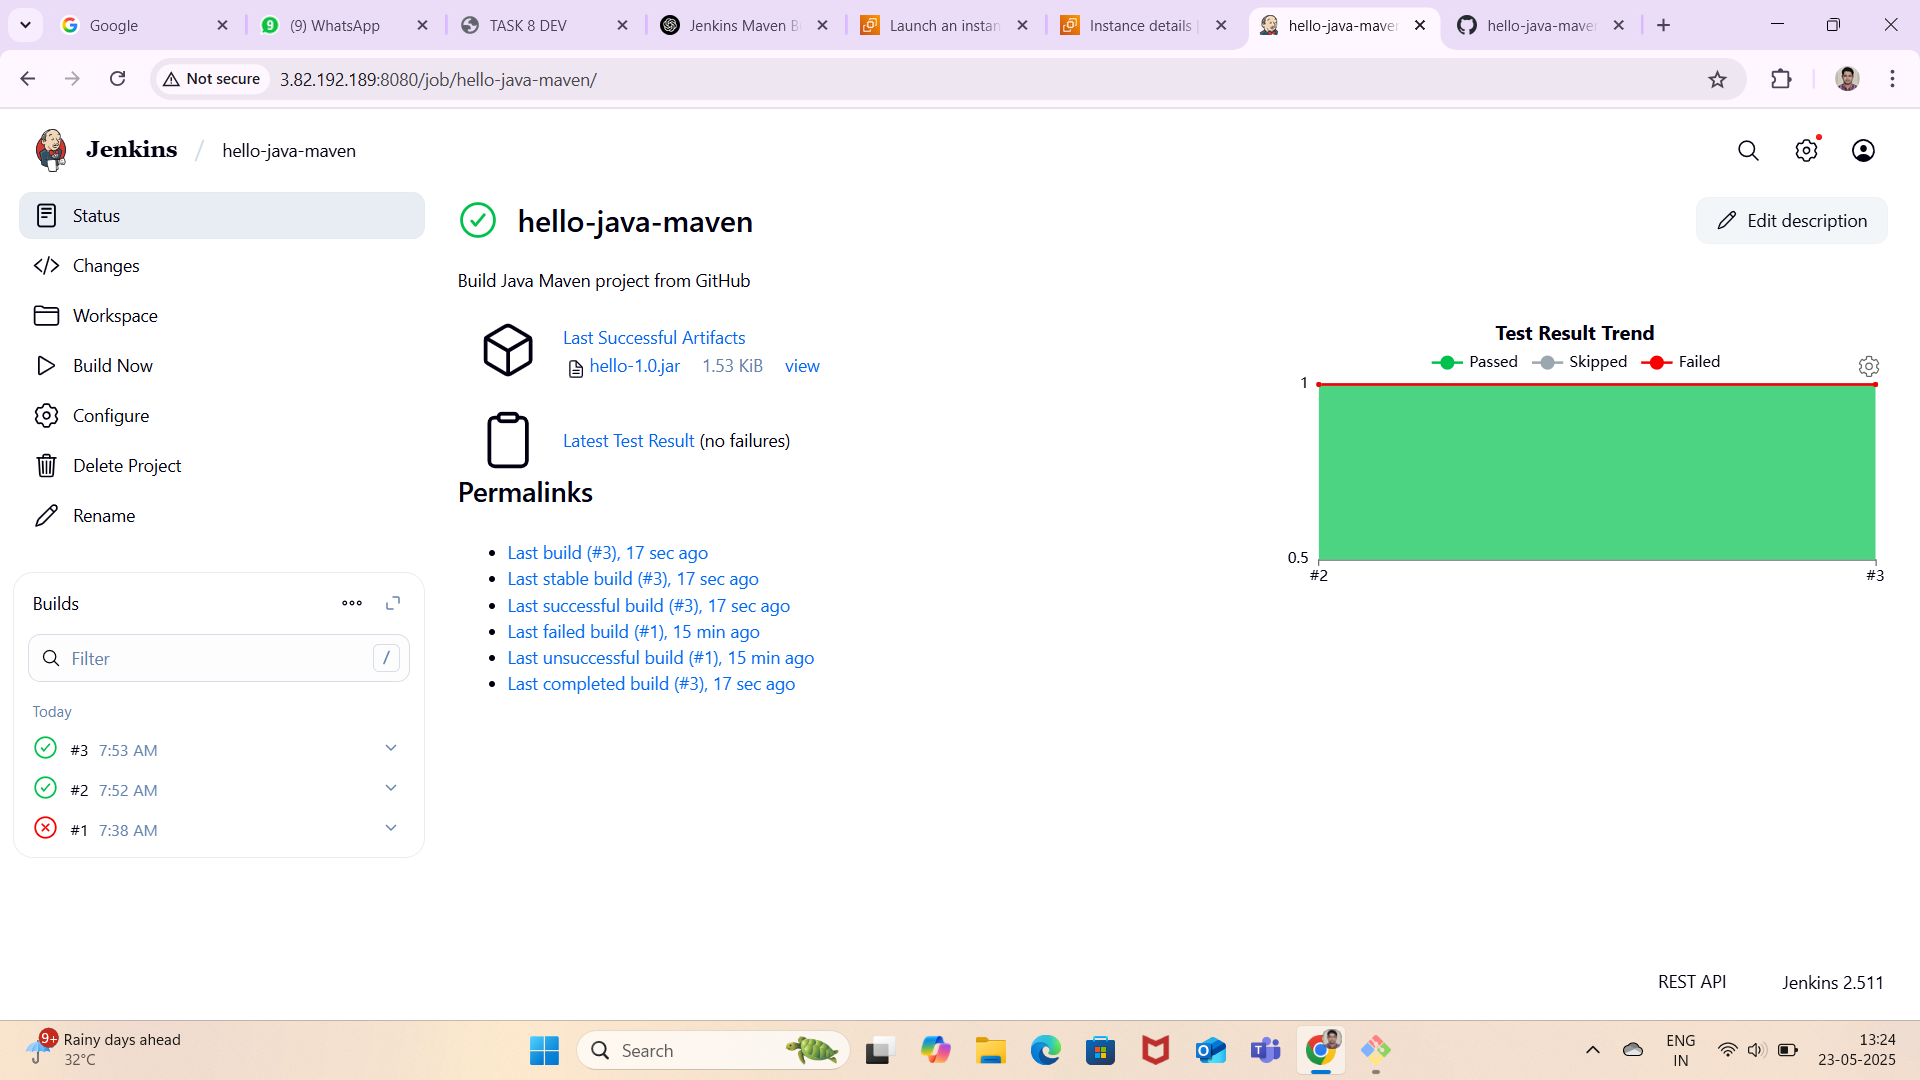 Google
(9) WhatsApp
TASK 8 DEV
Jenkins Maven B
Launch an instan
Instance details |
hello-java-maven
hello-java-maven
Not secure
3.82.192.189:8080/job/hello-java-maven/
Jenkins / hello-java-maven
Status
Changes
Workspace
Build Now
Configure
Delete Project
Rename
Builds
Filter
/
Today
#3 7:53 AM
#2 7:52 AM
#1 7:38 AM
hello-java-maven
Edit description
Build Java Maven project from GitHub
Last Successful Artifacts
hello-1.0.jar 1.53 KiB view
Latest Test Result (no failures)
Permalinks
Last build (#3), 17 sec ago
Last stable build (#3), 17 sec ago
Last successful build (#3), 17 sec ago
Last failed build (#1), 15 min ago
Last unsuccessful build (#1), 15 min ago
Last completed build (#3), 17 sec ago
Test Result Trend
Passed Skipped Failed
1
0.5
#2 #3
REST API Jenkins 2.511
9+
Rainy days ahead
32°C
Search
ENG
IN
13:24
23-05-2025